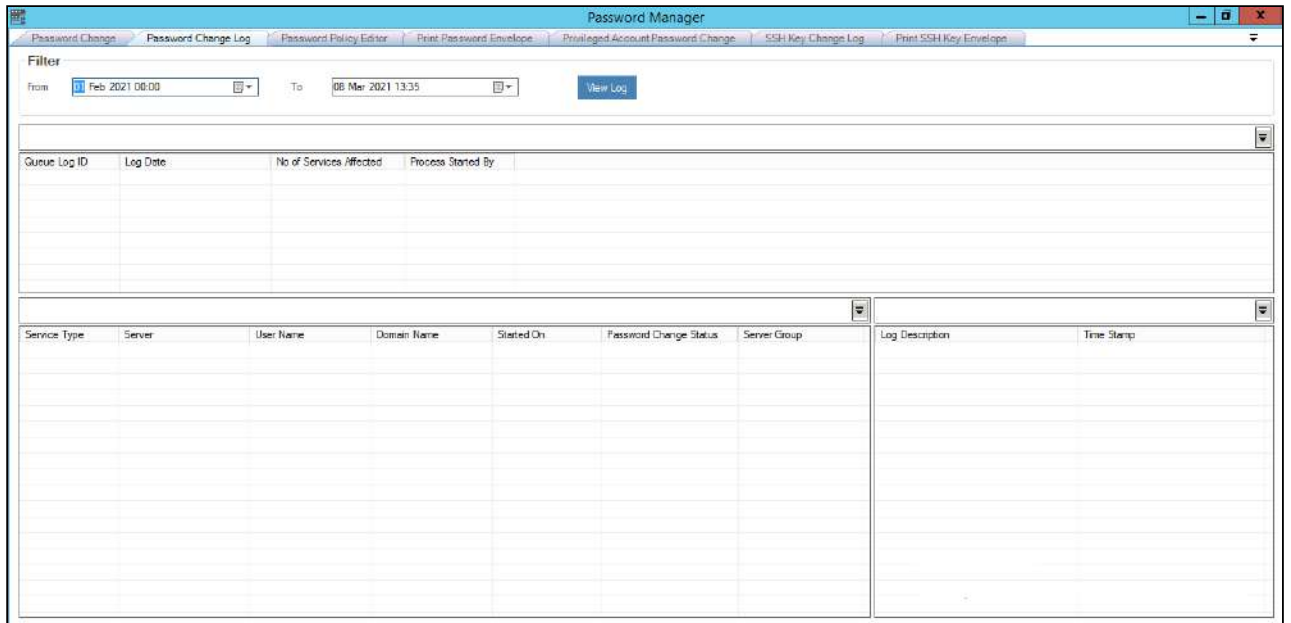 Password Manager
Password Change Password Change Log Password Policy Editor Print Password Envelope Privileged Account Password Change SSH Key Change Log Print SSH Key Envelope
Filter
From 01 Feb 2021 00:00 To 08 Mar 2021 13:35 View Log
Queue Log ID Log Date No of Services Affected Process Started By
Service Type Server User Name Domain Name Started On Password Change Status Server Group Log Description Time Stamp